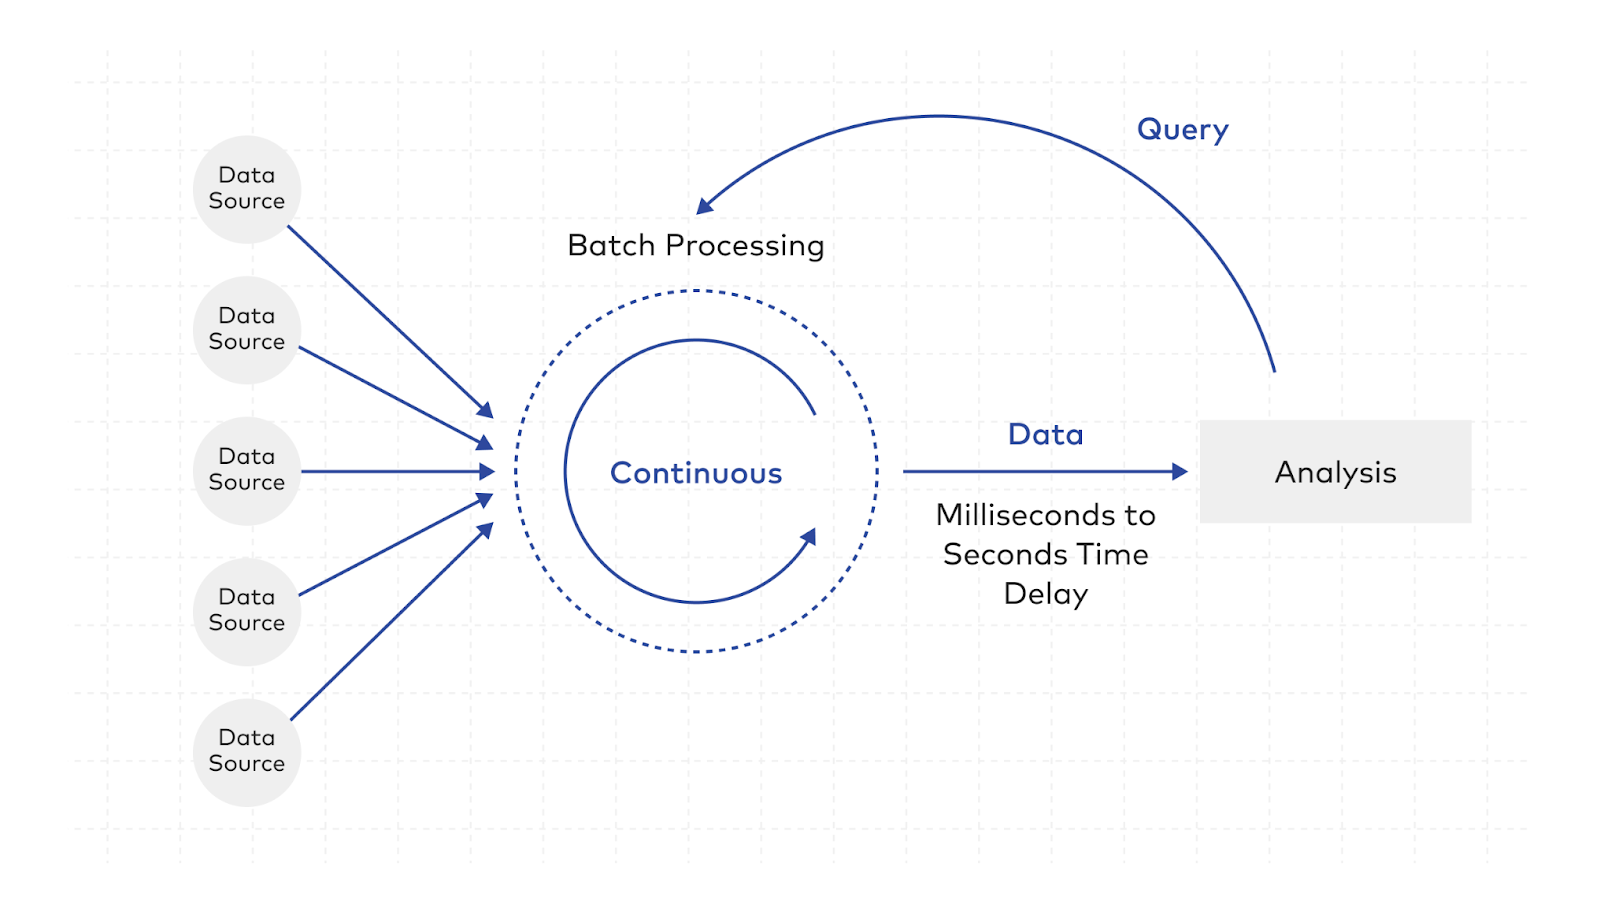 Data
Source
Data
Source
Data
Source
Data
Source
Data
Source
Batch Processing
Continuous
Query
Data
Milliseconds to
Seconds Time
Delay
Analysis